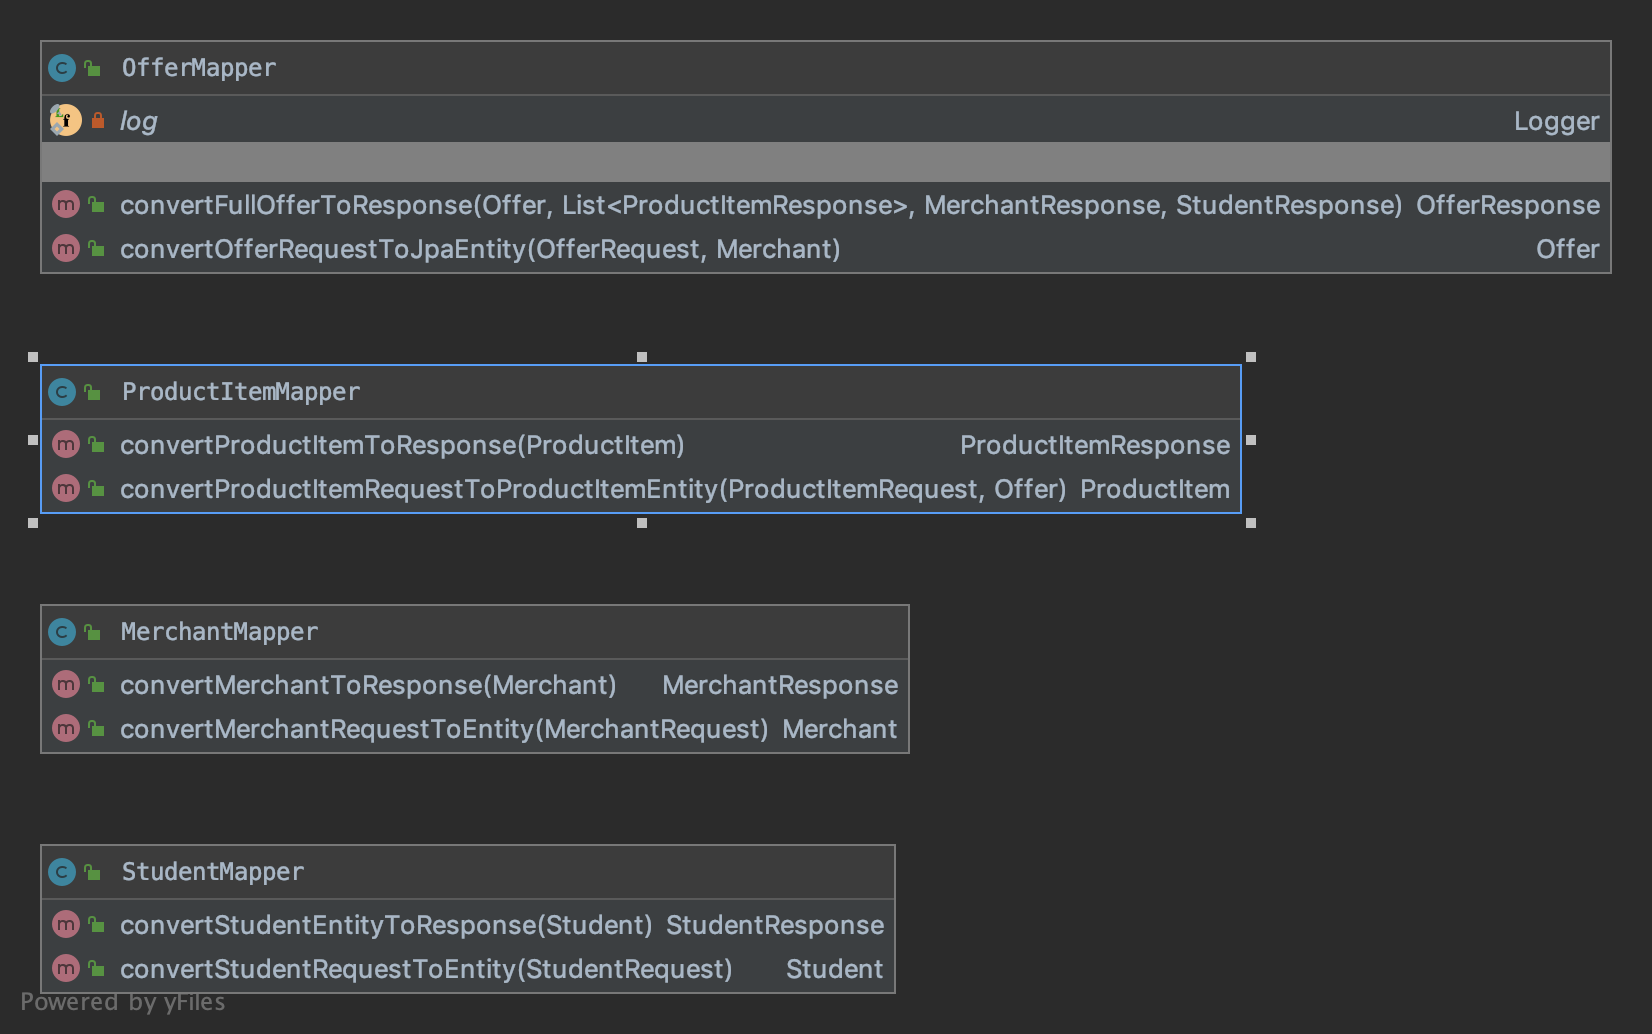 OfferMapper
log Logger
convertFullOfferToResponse(Offer, List<ProductItemResponse>, MerchantResponse, StudentResponse) OfferResponse
convertOfferRequestToJpaEntity(OfferRequest, Merchant) Offer
ProductItemMapper
convertProductItemToResponse(ProductItem) ProductItemResponse
convertProductItemRequestToProductItemEntity(ProductItemRequest, Offer) ProductItem
MerchantMapper
convertMerchantToResponse(Merchant) MerchantResponse
convertMerchantRequestToEntity(MerchantRequest) Merchant
StudentMapper
convertStudentEntityToResponse(Student) StudentResponse
convertStudentRequestToEntity(StudentRequest) Student
Powered by yFiles